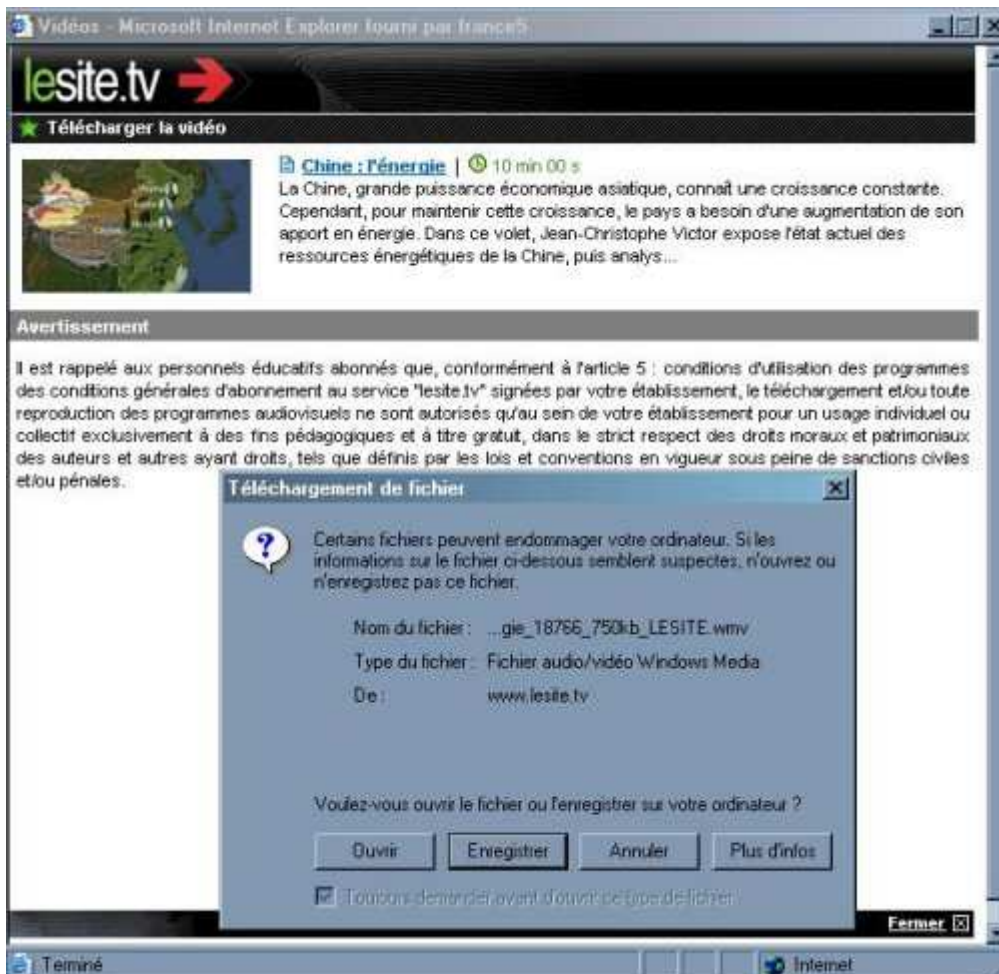 Vidéos - Microsoft Internet Explorer fourni par france5
lesite.tv
Télécharger la vidéo
Chine : l'énergie | 10 min 00 s
La Chine, grande puissance économique asiatique, connaît une croissance constante.
Cependant, pour maintenir cette croissance, le pays a besoin d'une augmentation de son
apport en énergie. Dans ce volet, Jean-Christophe Victor expose l'état actuel des
ressources énergétiques de la Chine, puis analys...
Avertissement
Il est rappelé aux personnels éducatifs abonnés que, conformément à l'article 5 : conditions d'utilisation des programmes
des conditions générales d'abonnement au service "lesite.tv" signées par votre établissement, le téléchargement et/ou toute
reproduction des programmes audiovisuels ne sont autorisés qu'au sein de votre établissement pour un usage individuel ou
collectif exclusivement à des fins pédagogiques et à titre gratuit, dans le strict respect des droits moraux et patrimoniaux
des auteurs et autres ayant droits, tels que définis par les lois et conventions en vigueur sous peine de sanctions civiles
et/ou pénales.
Téléchargement de fichier
Certains fichiers peuvent endommager votre ordinateur. Si les
informations sur le fichier ci-dessous semblent suspectes, n'ouvrez ou
n'enregistrez pas ce fichier.
Nom du fichier : ...gie_18766_750kb_LESITE.wmv
Type du fichier : Fichier audio/vidéo Windows Media
De : www.lesite.tv
Voulez-vous ouvrir le fichier ou l'enregistrer sur votre ordinateur ?
Ouvrir Enregistrer Annuler Plus d'infos
Toujours demander avant d'ouvrir ce type de fichier
Fermer
Terminé Internet